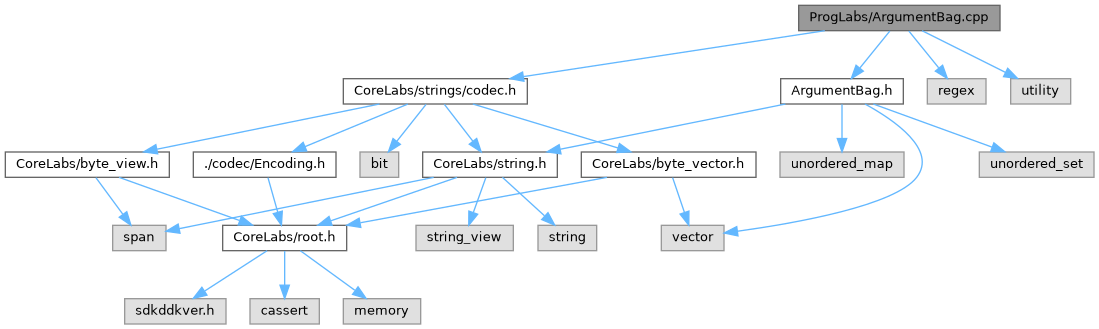 ProgLabs/ArgumentBag.cpp
CoreLabs/strings/codec.h
ArgumentBag.h
regex
utility
CoreLabs/byte_view.h
./codec/Encoding.h
bit
CoreLabs/string.h
CoreLabs/byte_vector.h
unordered_map
unordered_set
span
CoreLabs/root.h
string_view
string
vector
sdkddkver.h
cassert
memory